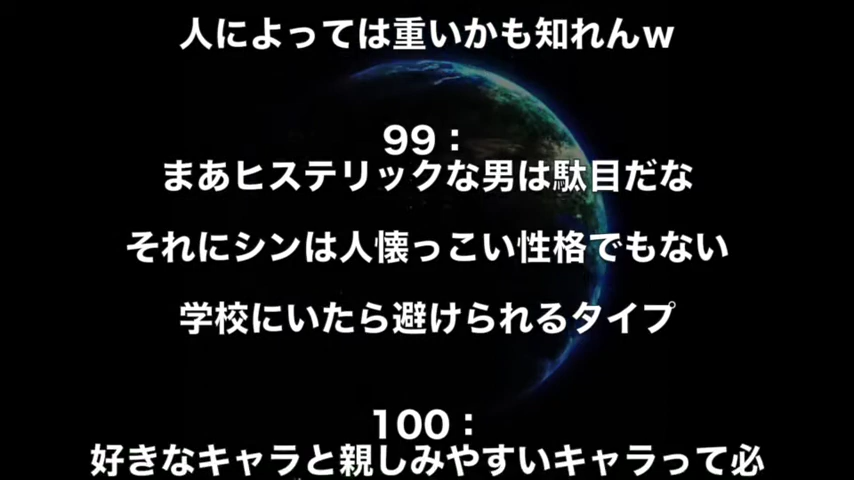 人によっては重いかも知れんｗ
99：
まあヒステリックな男は駄目だな
それにシンは人懐っこい性格でもない
学校にいたら避けられるタイプ
100：
好きなキャラと親しみやすいキャラって必